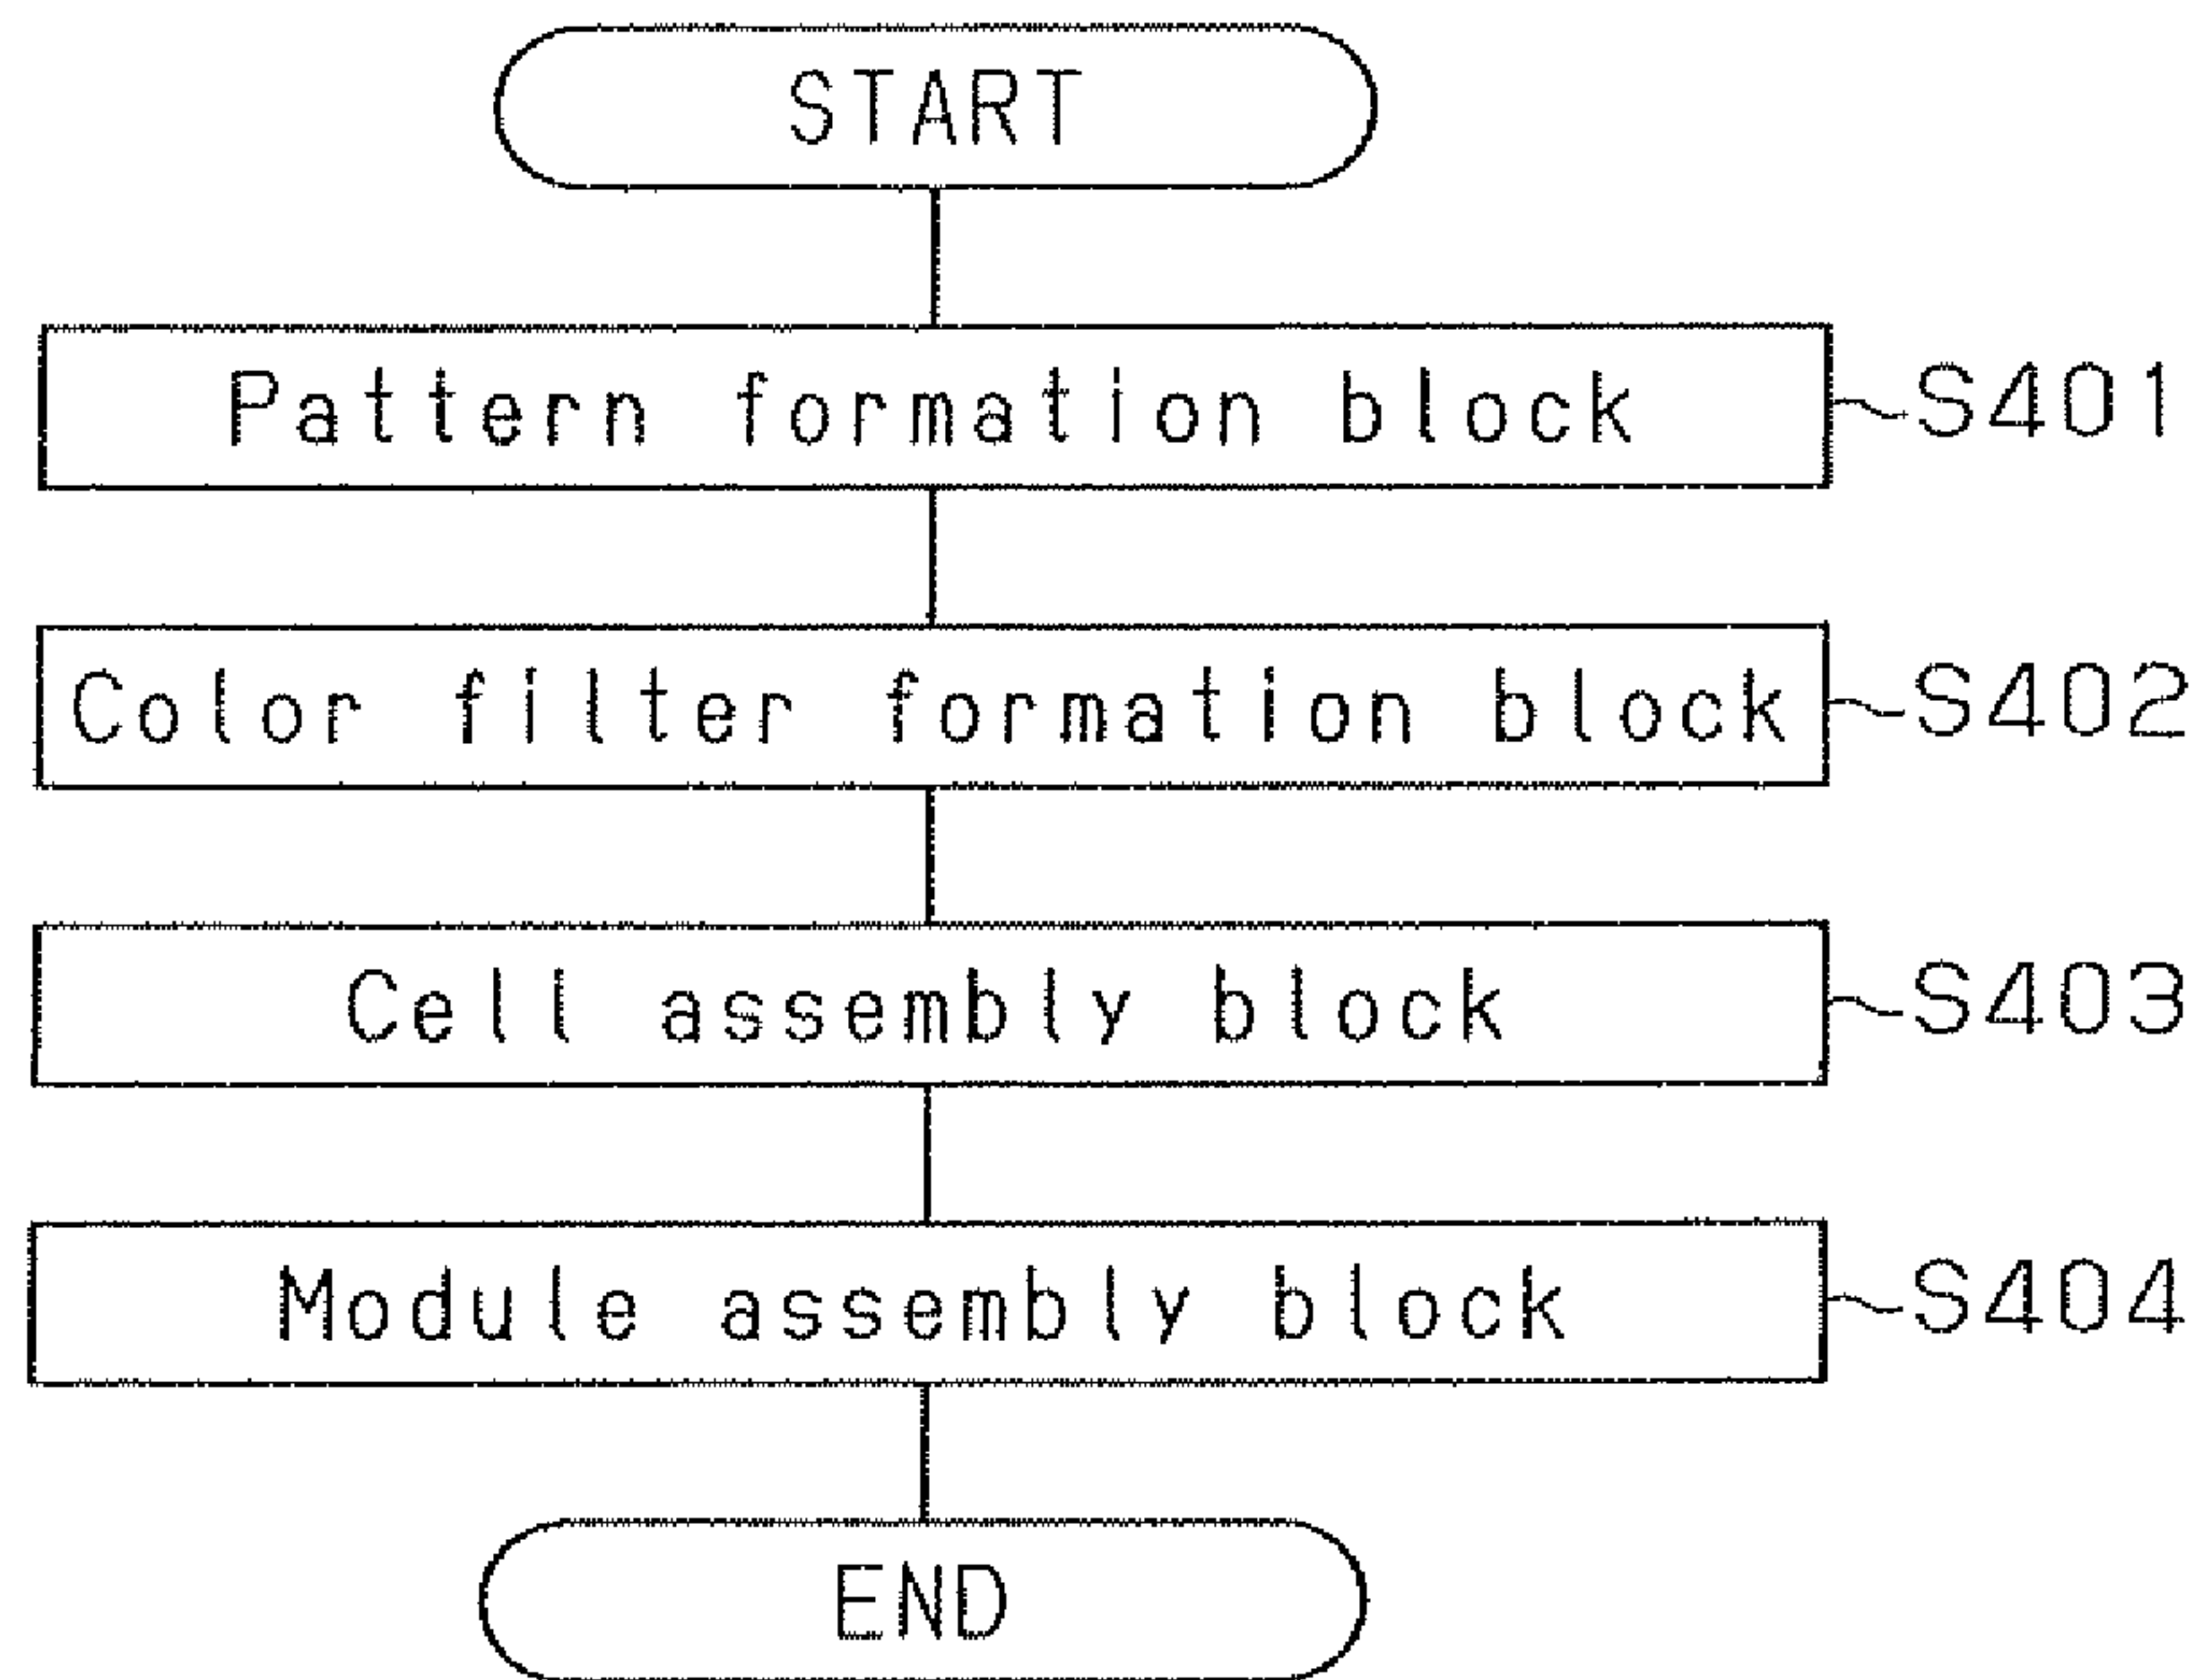 START
Pattern formation block S401
Color filter formation block S402
Cell assembly block S403
Module assembly block S404
END